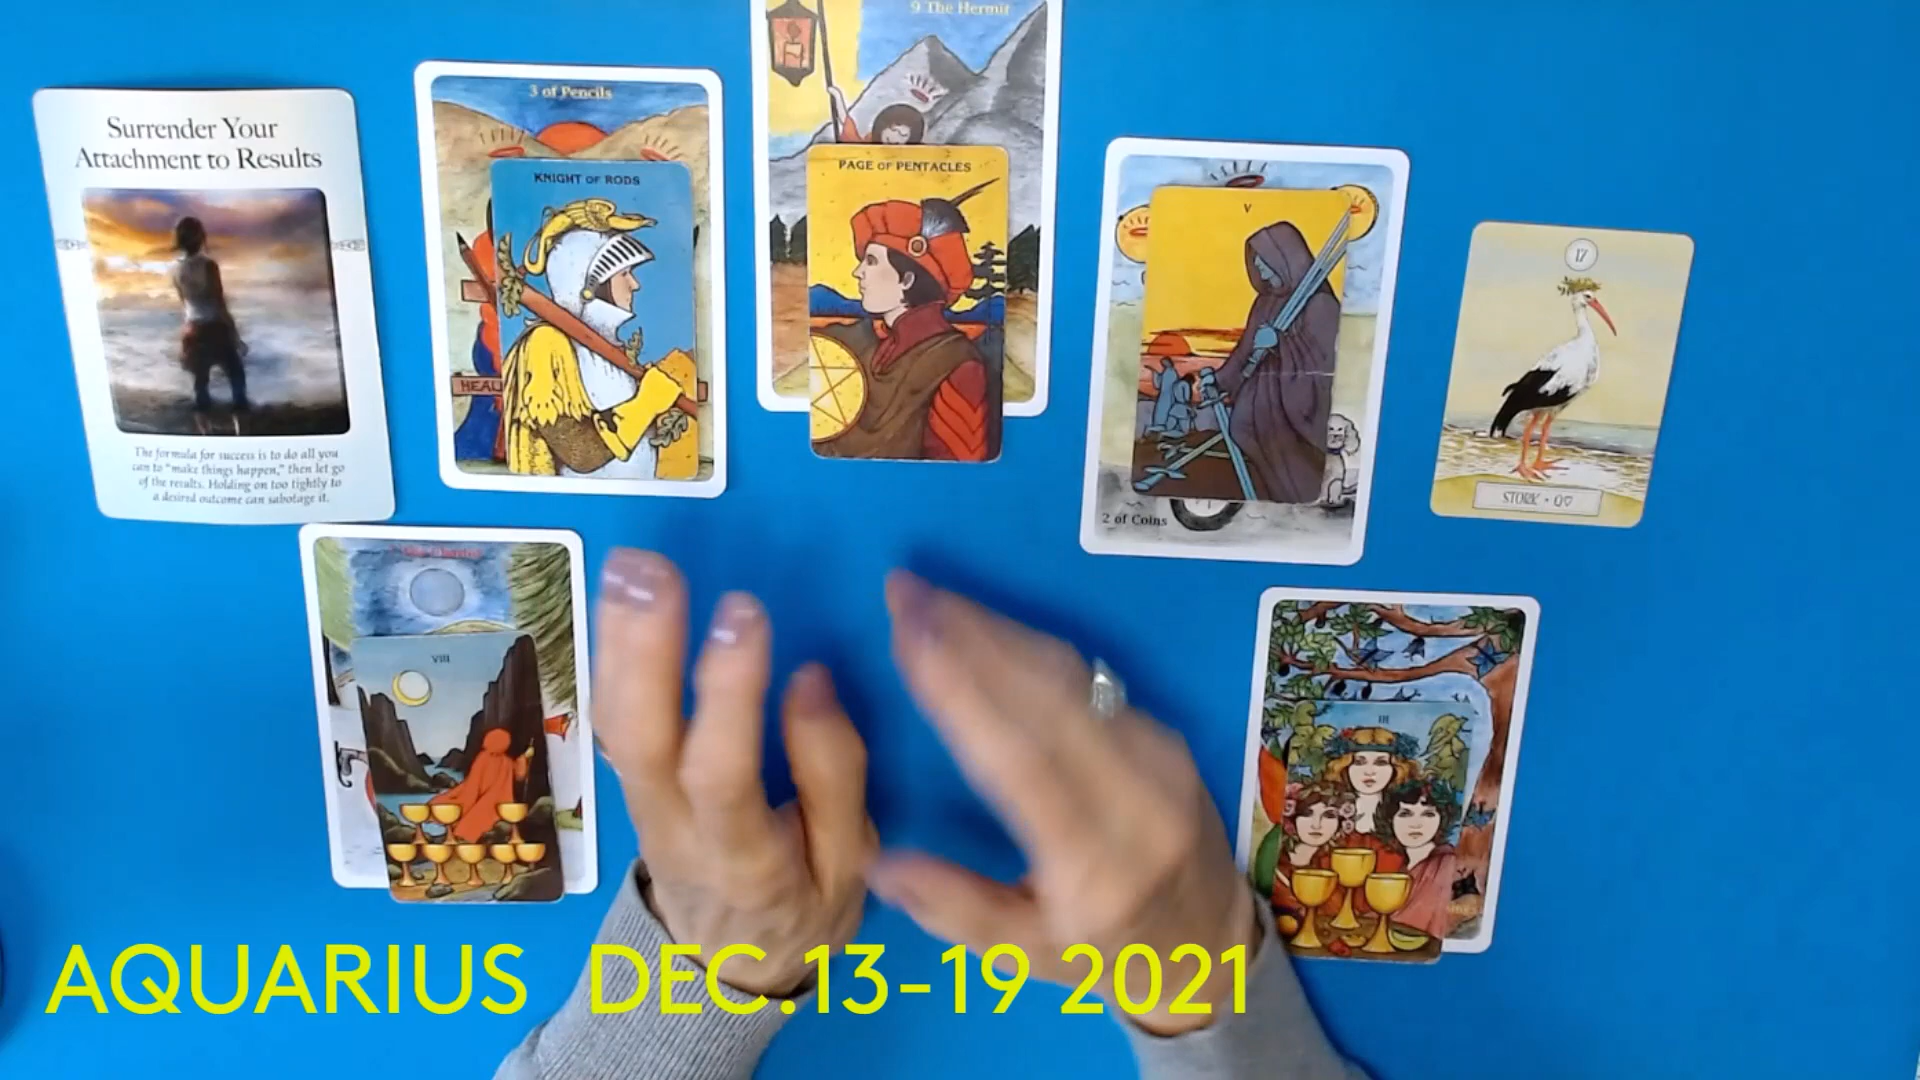 Surrender Your
Attachment to Results
The formula for success is to do all you
can to "make things happen," then let go
of the results. Holding on too tightly to
a desired outcome can sabotage it.
3 of Pencils
KNIGHT OF RODS
HEAL
9 The Hermit
PAGE OF PENTACLES
V
2 of Coins
17
STORK • Q♡
VIII
III
AQUARIUS DEC.13-19 2021